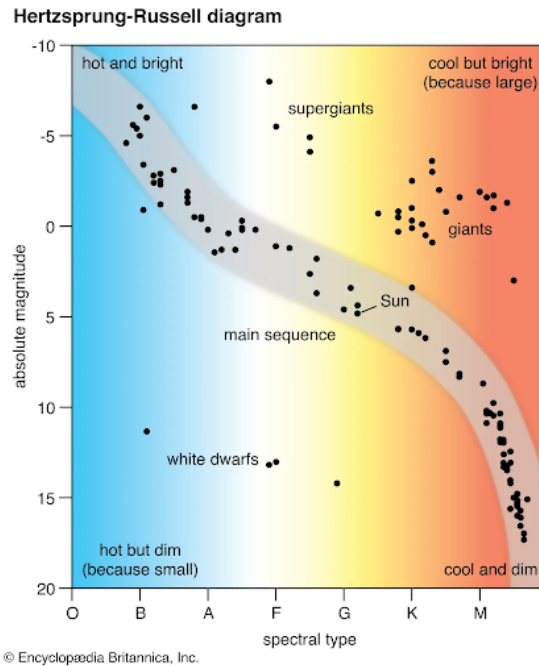 Hertzsprung-Russell diagram
-10
hot and bright
cool but bright
(because large)
supergiants
-5
0
giants
absolute magnitude
Sun
5
main sequence
10
white dwarfs
15
hot but dim
(because small)
cool and dim
20
O B A F G K M
spectral type
© Encyclopædia Britannica, Inc.